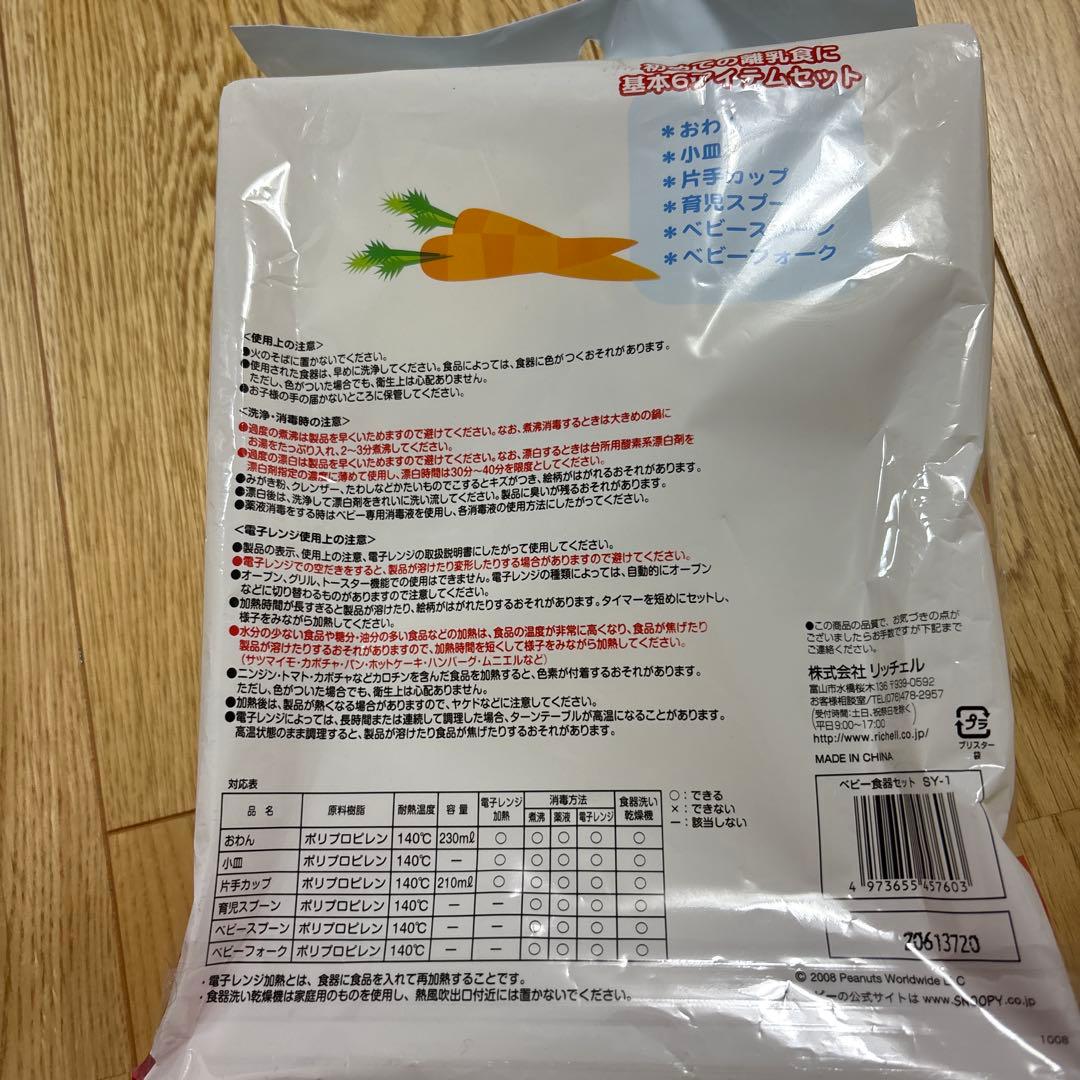 初めての離乳食に
基本6アイテムセット
＊おわ
＊小皿
＊片手カップ
＊育児スプー
＊ベビースプーン
＊ベビーフォーク
＜使用上の注意＞
●火のそばに置かないでください。
●使用された食器は、早めに洗浄してください。食品によっては、食器に色がつくおそれがあります。
ただし、色がついた場合でも、衛生上は心配ありません。
●お子様の手の届かないところに保管してください。
＜洗浄・消毒時の注意＞
●過度の煮沸は製品を早くいためますので避けてください。なお、煮沸消毒するときは大きめの鍋に
お湯をたっぷり入れ、2〜3分煮沸してください。
●過度の漂白は製品を早くいためますので避けてください。なお、漂白するときは台所用酸素系漂白剤を
漂白剤指定の濃度に薄めて使用し、漂白時間は30分〜40分を限度としてください。
●みがき粉、クレンザー、たわしなどかたいものでこするとキズがつき、絵柄がはがれるおそれがあります。
●漂白後は、洗浄して漂白剤をきれいに洗い流してください。製品に臭いが残るおそれがあります。
●薬液消毒をする時はベビー専用消毒液を使用し、各消毒液の使用方法にしたがってください。
＜電子レンジ使用上の注意＞
●製品の表示、使用上の注意、電子レンジの取扱説明書にしたがって使用してください。
●電子レンジでの空だきをすると、製品が溶けたり変形したりする場合がありますので避けてください。
●オーブン、グリル、トースター機能での使用はできません。電子レンジの種類によっては、自動的にオーブン
などに切り替わるものがありますので注意してください。
●加熱時間が長すぎると製品が溶けたり、絵柄がはがれたりするおそれがあります。タイマーを短めにセットし、
様子をみながら加熱してください。
●水分の少ない食品や糖分・油分の多い食品などの加熱は、食品の温度が非常に高くなり、食品が焦げたり
製品が溶けたりするおそれがありますので、加熱時間を短くして様子をみながら加熱してください。
（サツマイモ・カボチャ・パン・ホットケーキ・ハンバーグ・ムニエルなど）
●ニンジン・トマト・カボチャなどカロチンを含んだ食品を加熱すると、色素が付着するおそれがあります。
ただし、色がついた場合でも、衛生上は心配ありません。
●加熱後は、製品が熱くなる場合がありますので、ヤケドなどに注意してください。
●電子レンジによっては、長時間または連続して調理した場合、ターンテーブルが高温になることがあります。
高温状態のまま調理すると、製品が溶けたり食品が焦げたりするおそれがあります。
●この商品の品質で、お気づきの点が
ございましたらお手数ですが下記まで
ご連絡ください。
株式会社 リッチェル
富山市水橋桜木136 〒939-0592
お客様相談室/TEL(076)478-2957
（受付時間:土日、祝祭日を除く
平日9:00〜17:00）
http://www.richell.co.jp/
プラ
ブリスター
袋
MADE IN CHINA
ベビー食器セット SY-1
4 973655 457603
20613720
対応表
品名 原料樹脂 耐熱温度 容量 電子レンジ加熱 消毒方法 食器洗い乾燥機
煮沸 薬液 電子レンジ
おわん ポリプロピレン 140℃ 230ml ○ ○ ○ ○ ○
小皿 ポリプロピレン 140℃ ー ○ ○ ○ ○ ○
片手カップ ポリプロピレン 140℃ 210ml ○ ○ ○ ○ ○
育児スプーン ポリプロピレン 140℃ ー ー ○ ○ ○ ○
ベビースプーン ポリプロピレン 140℃ ー ー ○ ○ ○ ○
ベビーフォーク ポリプロピレン 140℃ ー ー ○ ○ ○ ○
○：できる
×：できない
ー：該当しない
・電子レンジ加熱とは、食器に食品を入れて再加熱することです。
・食器洗い乾燥機は家庭用のものを使用し、熱風吹出口付近には置かないでください。
© 2008 Peanuts Worldwide LLC
ピーの公式サイトは www.SNOOPY.co.jp
1008